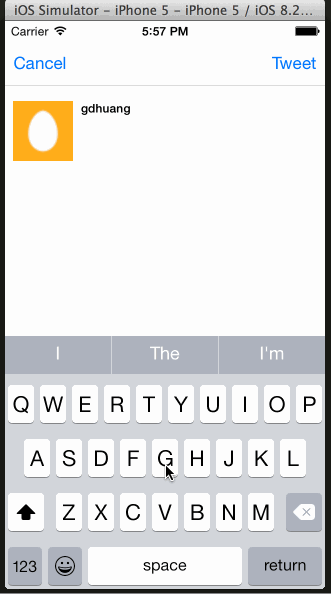 iOS Simulator - iPhone 5 - iPhone 5 / iOS 8.2...
Carrier 5:57 PM
Cancel Tweet
gdhuang
I The I'm
Q W E R T Y U I O P
A S D F G H J K L
Z X C V B N M
123 space return